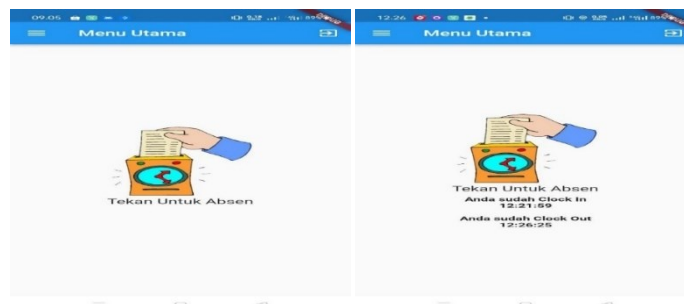 09.05
Menu Utama
Tekan Untuk Absen
12.26
Menu Utama
Tekan Untuk Absen
Anda sudah Clock In
12:21:59
Anda sudah Clock Out
12:26:25